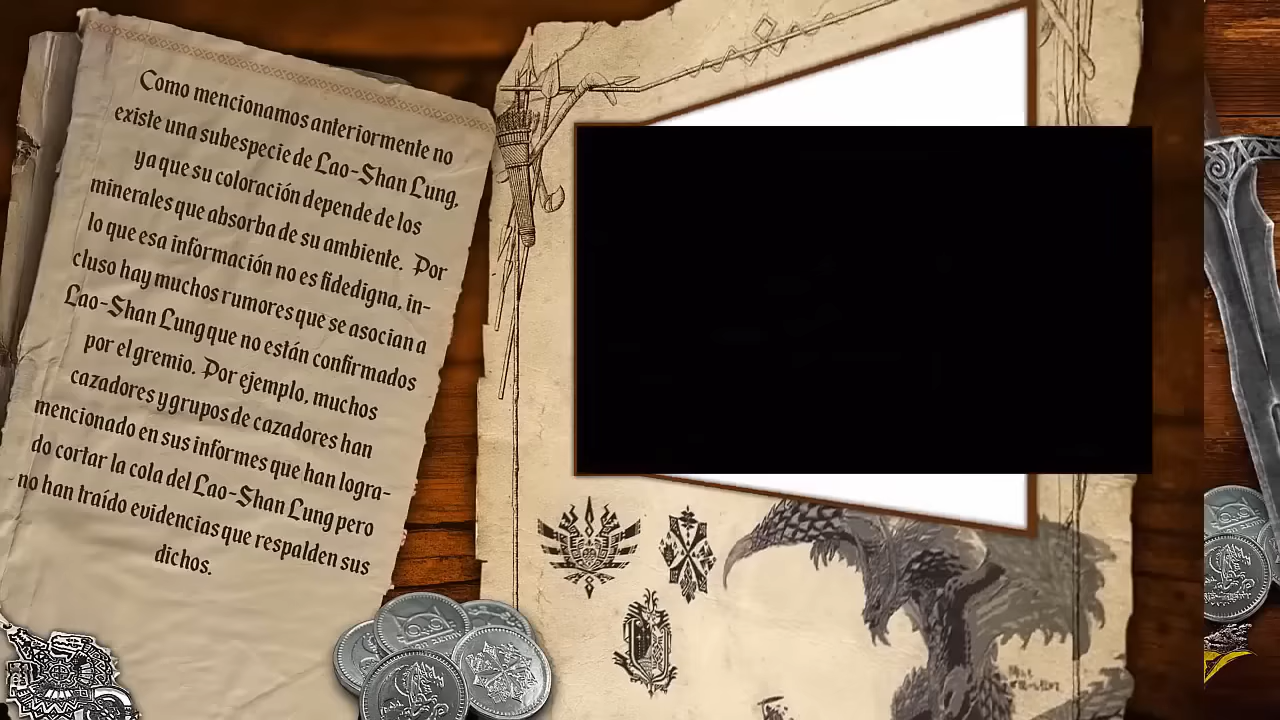 Como mencionamos anteriormente no
existe una subespecie de Lao-Shan Lung,
ya que su coloración depende de los
minerales que absorba de su ambiente. Por
lo que esa información no es fidedigna, in-
cluso hay muchos rumores que se asocian a
Lao-Shan Lung que no están confirmados
por el gremio. Por ejemplo, muchos
cazadores y grupos de cazadores han
mencionado en sus informes que han logra-
do cortar la cola del Lao-Shan Lung pero
no han traído evidencias que respalden sus
dichos.